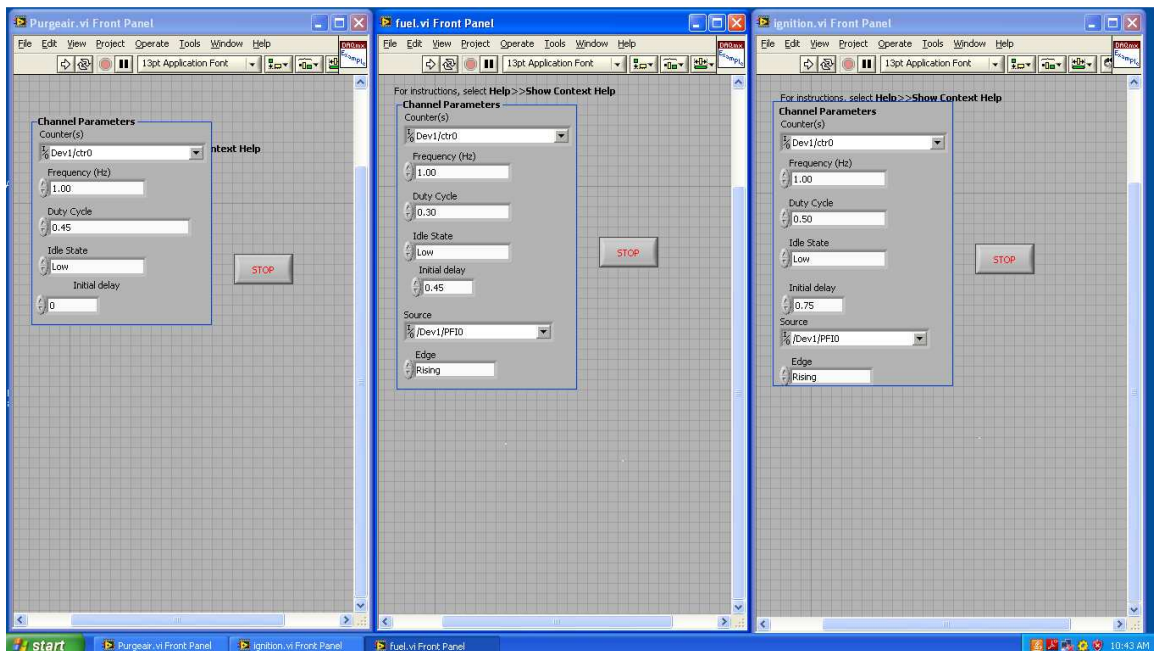 Purgeair.vi Front Panel
File Edit View Project Operate Tools Window Help
13pt Application Font
Channel Parameters
Counter(s)
ntext Help
Dev1/ctr0
Frequency (Hz)
1.00
Duty Cycle
0.45
Idle State
Low
STOP
Initial delay
0
fuel.vi Front Panel
File Edit View Project Operate Tools Window Help
DAQmx
13pt Application Font
For instructions, select Help>>Show Context Help
Channel Parameters
Counter(s)
Dev1/ctr0
Frequency (Hz)
1.00
Duty Cycle
0.30
Idle State
Low
STOP
Initial delay
0.45
Source
/Dev1/PFI0
Edge
Rising
ignition.vi Front Panel
File Edit View Project Operate Tools Window Help
DAQmx
13pt Application Font
For instructions, select Help>>Show Context Help
Channel Parameters
Counter(s)
Dev1/ctr0
Frequency (Hz)
1.00
Duty Cycle
0.50
Idle State
Low
STOP
Initial delay
0.75
Source
/Dev1/PFI0
Edge
Rising
start
Purgeair.vi Front Panel
ignition.vi Front Panel
fuel.vi Front Panel
10:43 AM